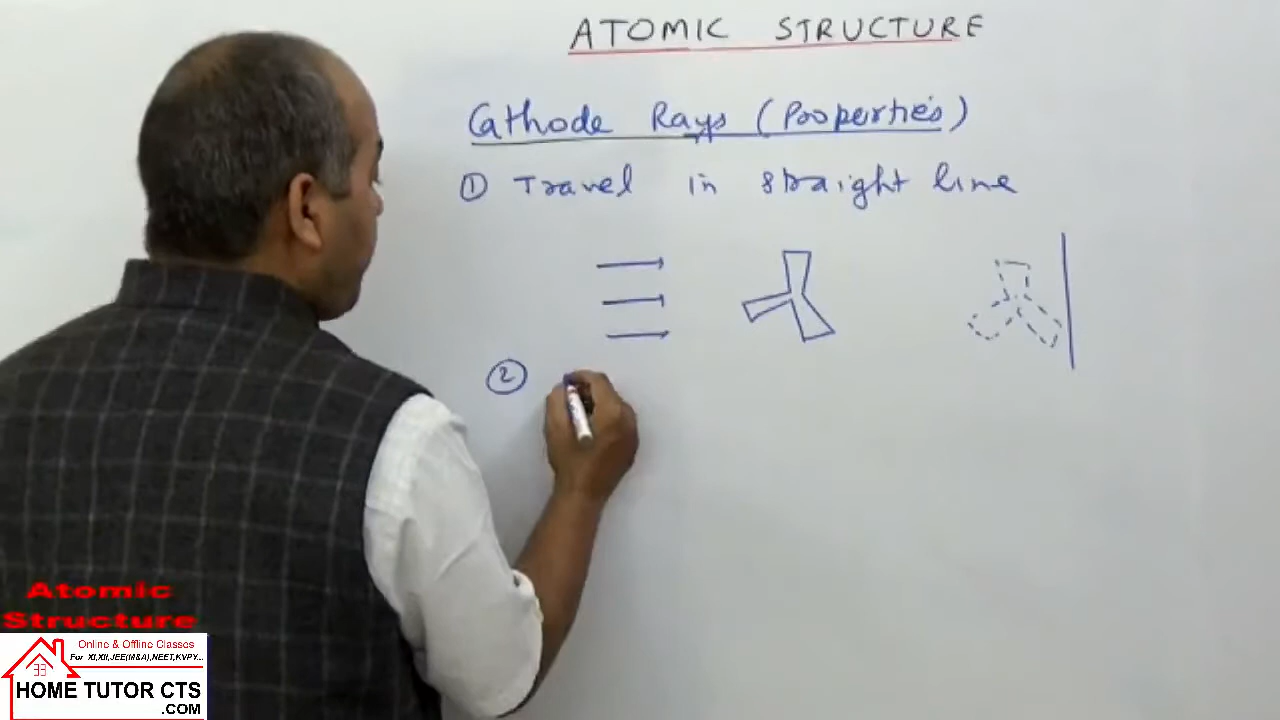 ATOMIC STRUCTURE
Cathode Rays (Properties)
① Travel in straight line
②
Atomic
Structure
Online & Offline Classes
For XI,XII,JEE(M&A),NEET,KVPY...
HOME TUTOR CTS
.COM